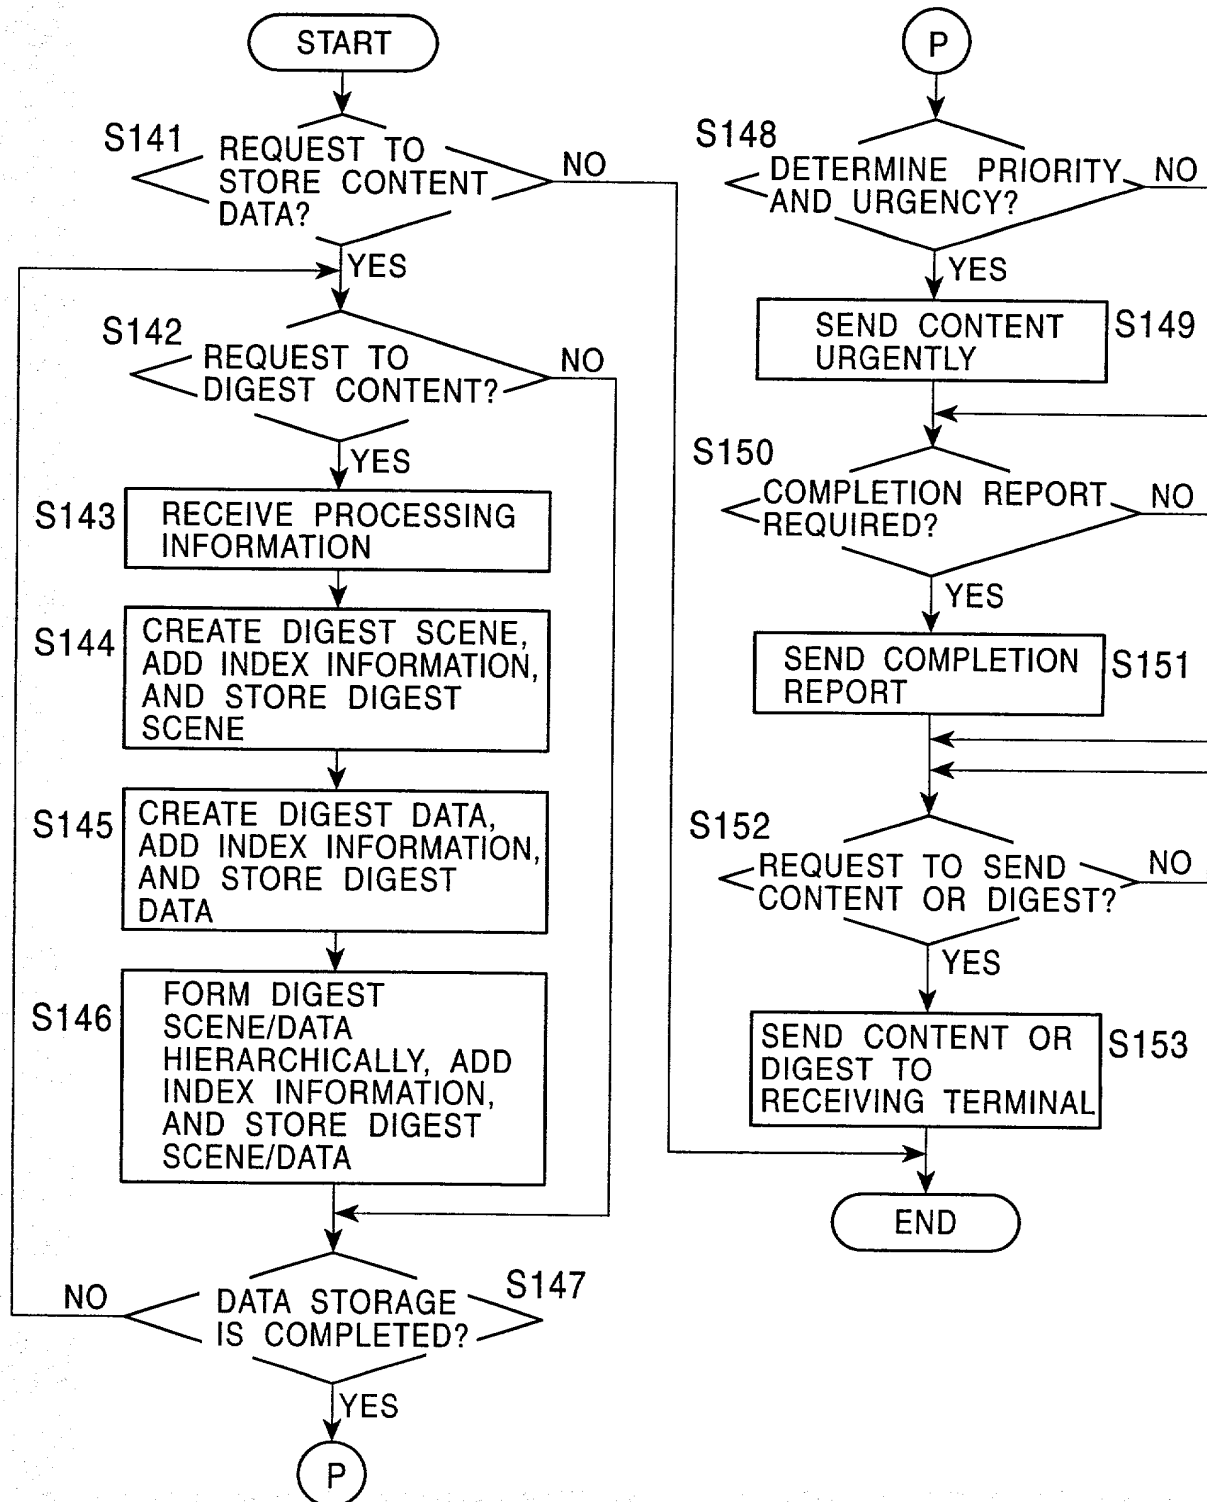 START
S141
REQUEST TO
STORE CONTENT
DATA?
NO
YES
S142
REQUEST TO
DIGEST CONTENT?
NO
YES
S143
RECEIVE PROCESSING
INFORMATION
S144
CREATE DIGEST SCENE,
ADD INDEX INFORMATION,
AND STORE DIGEST
SCENE
S145
CREATE DIGEST DATA,
ADD INDEX INFORMATION,
AND STORE DIGEST
DATA
S146
FORM DIGEST
SCENE/DATA
HIERARCHICALLY, ADD
INDEX INFORMATION,
AND STORE DIGEST
SCENE/DATA
S147
DATA STORAGE
IS COMPLETED?
NO
YES
P
P
S148
DETERMINE PRIORITY
AND URGENCY?
NO
YES
SEND CONTENT
URGENTLY
S149
S150
COMPLETION REPORT
REQUIRED?
NO
YES
SEND COMPLETION
REPORT
S151
S152
REQUEST TO SEND
CONTENT OR DIGEST?
NO
YES
SEND CONTENT OR
DIGEST TO
RECEIVING TERMINAL
S153
END